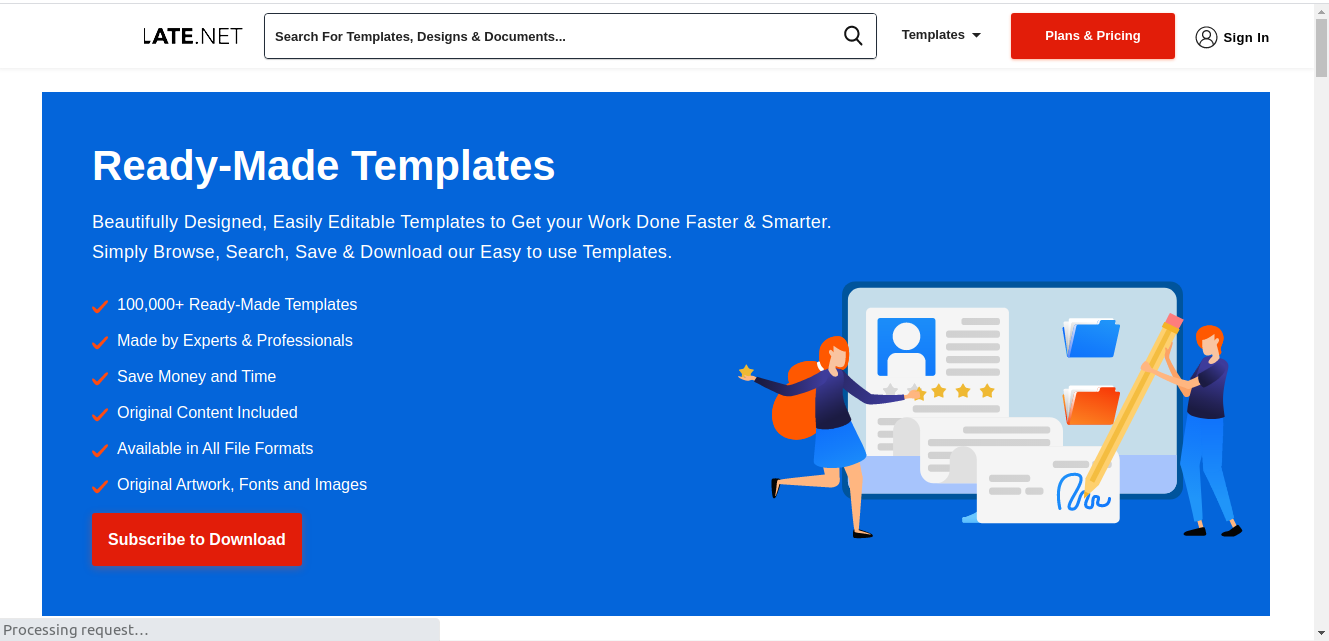 LATE.NET
Search For Templates, Designs & Documents...
Templates
Plans & Pricing
Sign In
Ready-Made Templates
Beautifully Designed, Easily Editable Templates to Get your Work Done Faster & Smarter.
Simply Browse, Search, Save & Download our Easy to use Templates.
100,000+ Ready-Made Templates
Made by Experts & Professionals
Save Money and Time
Original Content Included
Available in All File Formats
Original Artwork, Fonts and Images
Subscribe to Download
Processing request…